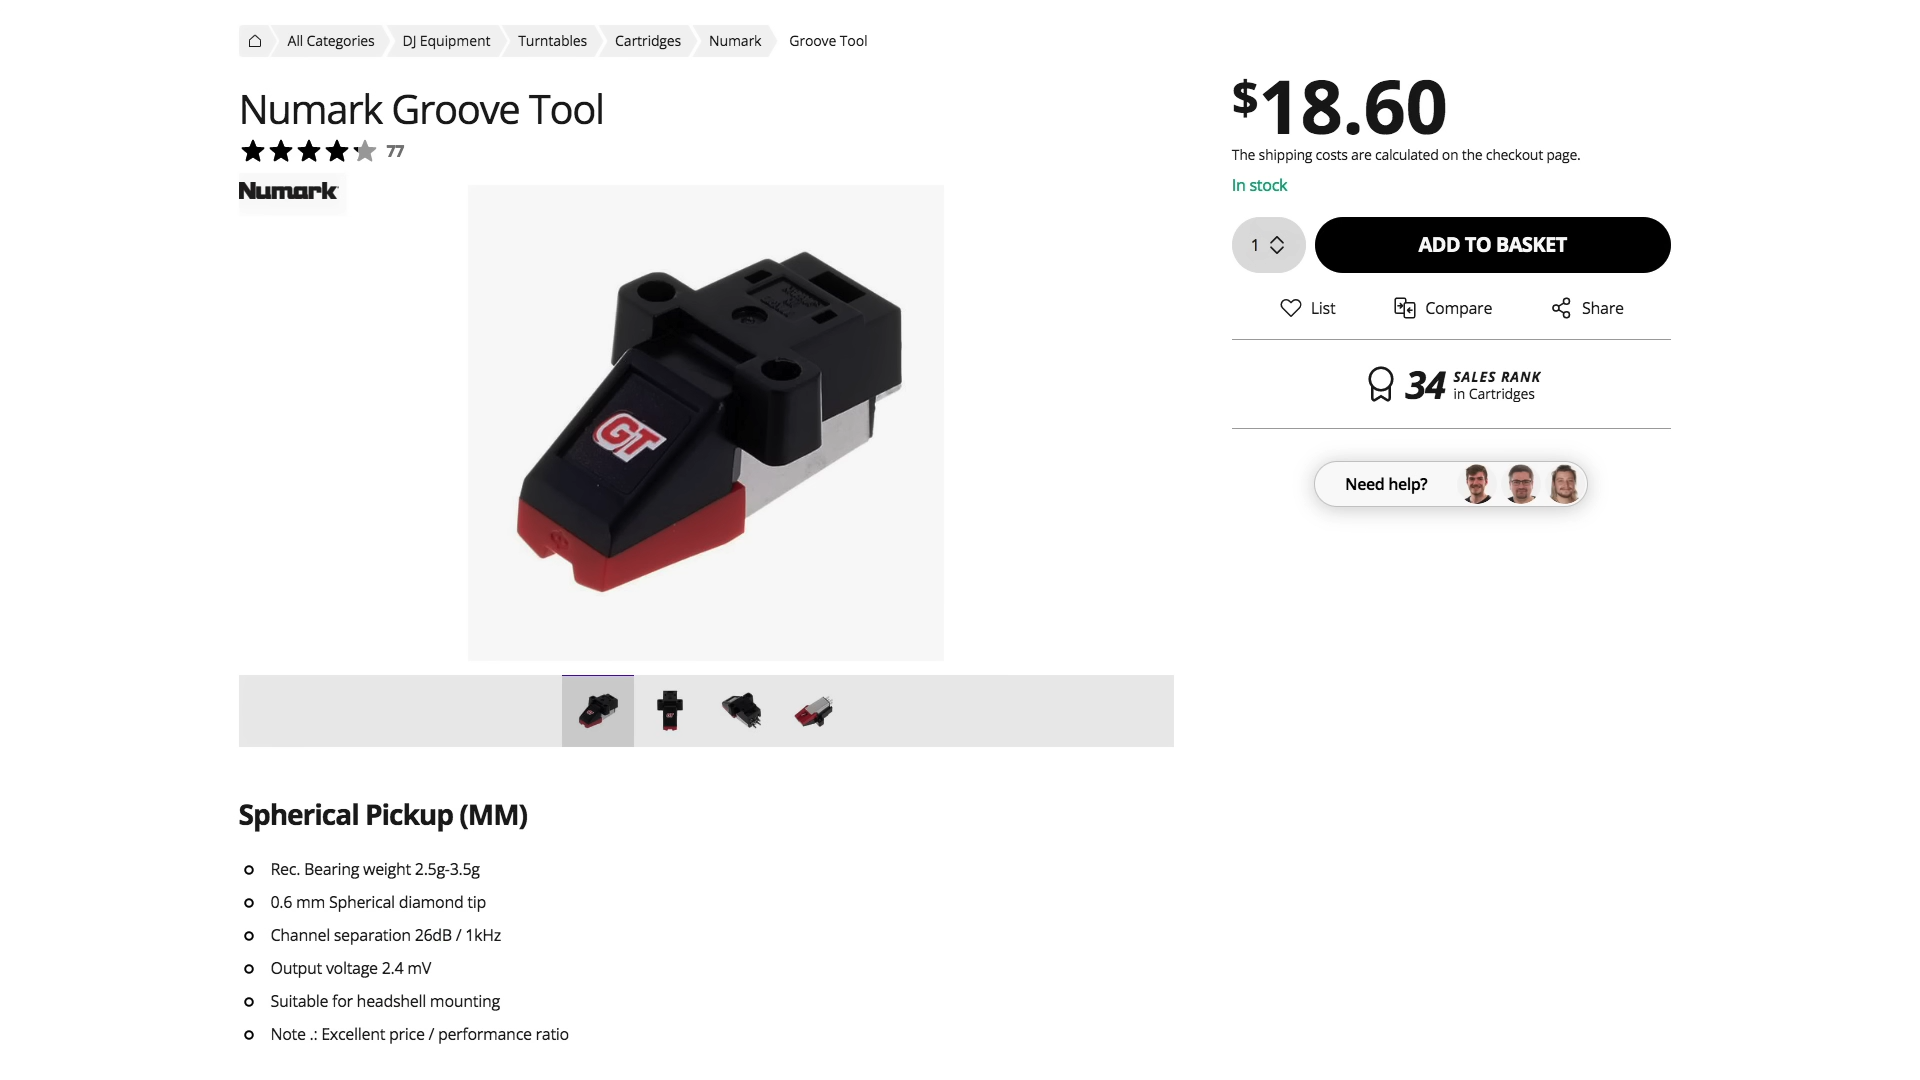 All Categories
DJ Equipment
Turntables
Cartridges
Numark
Groove Tool
Numark Groove Tool
77
Numark
GT
$18.60
The shipping costs are calculated on the checkout page.
In stock
1
ADD TO BASKET
List
Compare
Share
34 SALES RANK
in Cartridges
Need help?
Spherical Pickup (MM)
Rec. Bearing weight 2.5g-3.5g
0.6 mm Spherical diamond tip
Channel separation 26dB / 1kHz
Output voltage 2.4 mV
Suitable for headshell mounting
Note .: Excellent price / performance ratio